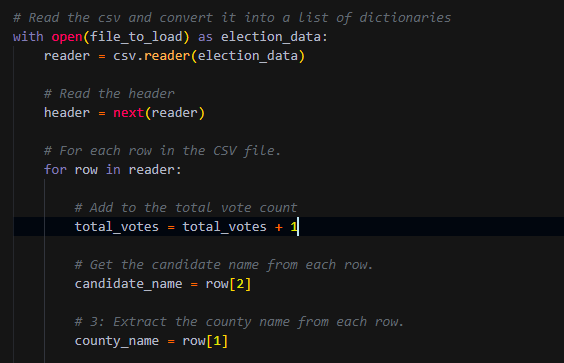 # Read the csv and convert it into a list of dictionaries
with open(file_to_load) as election_data:
    reader = csv.reader(election_data)

    # Read the header
    header = next(reader)

    # For each row in the CSV file.
    for row in reader:

        # Add to the total vote count
        total_votes = total_votes + 1

        # Get the candidate name from each row.
        candidate_name = row[2]

        # 3: Extract the county name from each row.
        county_name = row[1]